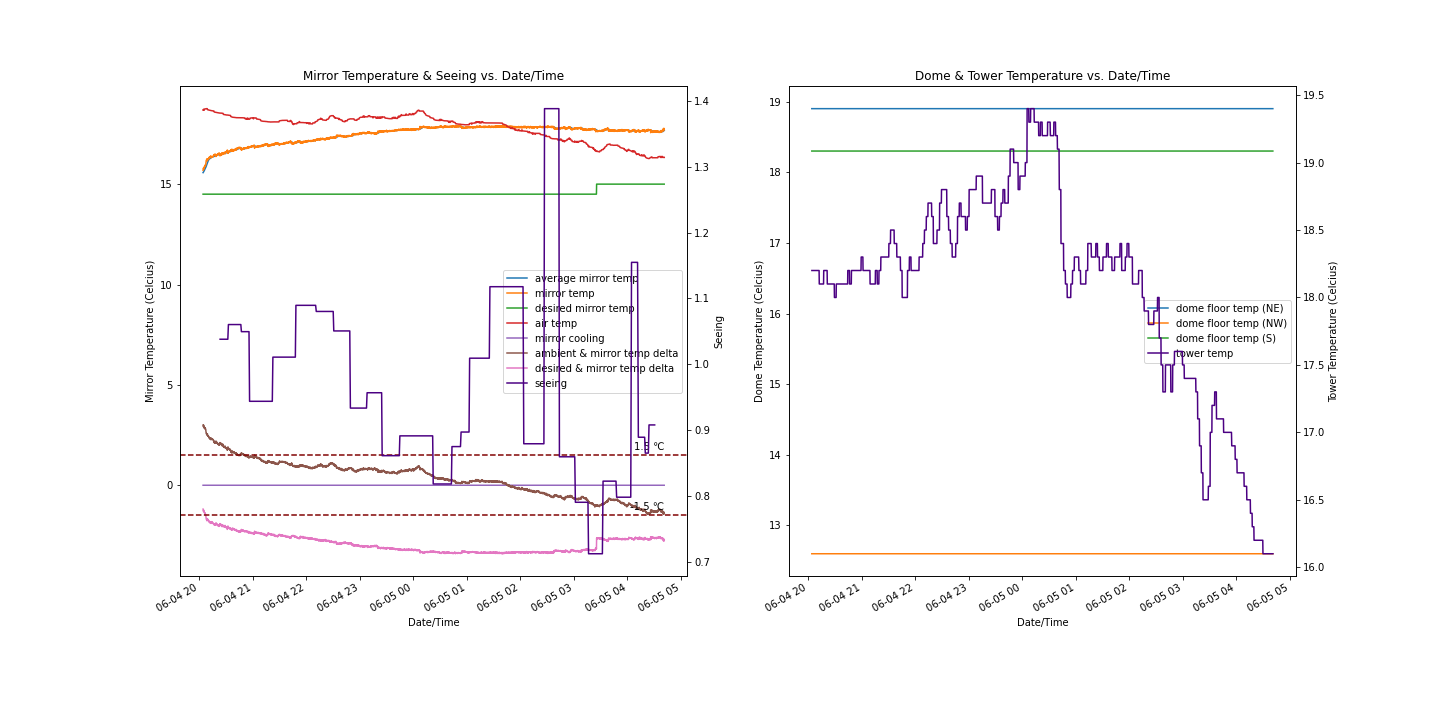 Mirror Temperature & Seeing vs. Date/Time
Mirror Temperature (Celcius)
15
10
5
0
1.4
1.3
1.2
1.1
1.0
0.9
0.8
0.7
Seeing
average mirror temp
mirror temp
desired mirror temp
air temp
mirror cooling
ambient & mirror temp delta
desired & mirror temp delta
seeing
1.5 °C
-1.5 °C
06-04 20
06-04 21
06-04 22
06-04 23
06-05 00
06-05 01
06-05 02
06-05 03
06-05 04
06-05 05
Date/Time
Dome & Tower Temperature vs. Date/Time
Dome Temperature (Celcius)
19
18
17
16
15
14
13
19.5
19.0
18.5
18.0
17.5
17.0
16.5
16.0
Tower Temperature (Celcius)
dome floor temp (NE)
dome floor temp (NW)
dome floor temp (S)
tower temp
06-04 20
06-04 21
06-04 22
06-04 23
06-05 00
06-05 01
06-05 02
06-05 03
06-05 04
06-05 05
Date/Time